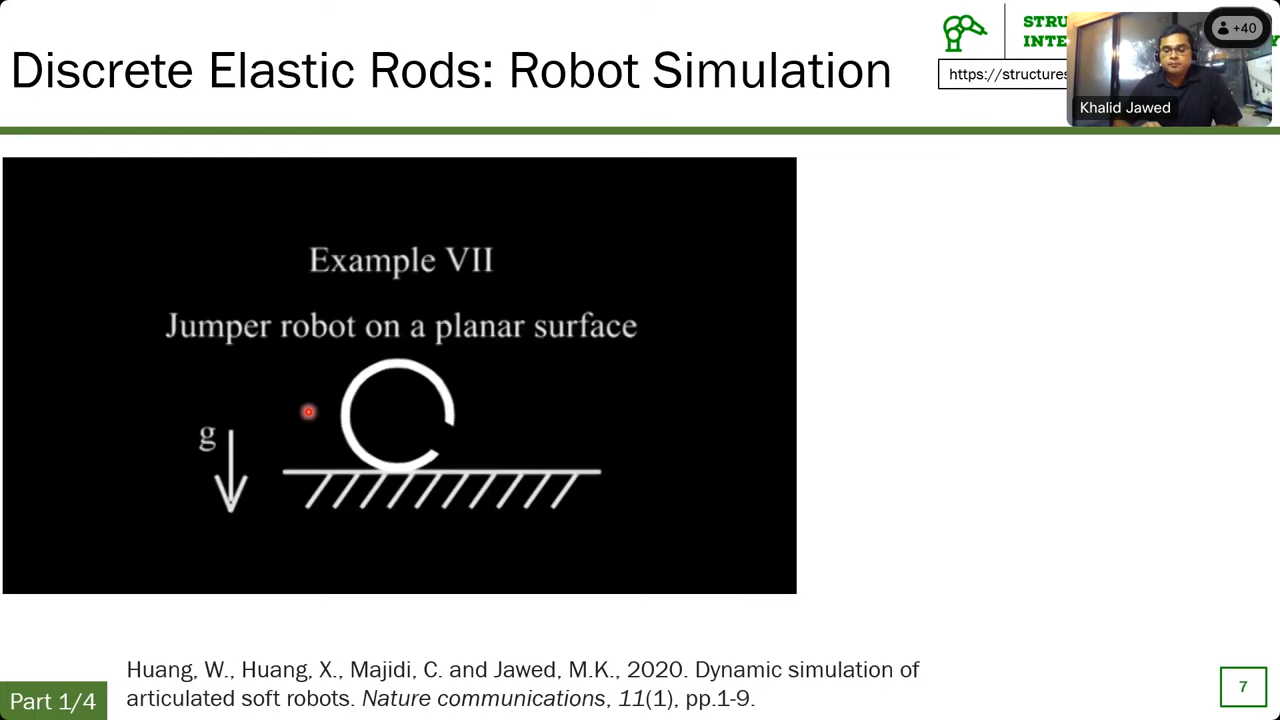 Discrete Elastic Rods: Robot Simulation
STRU
INTE
https://structures
+40
Khalid Jawed
Example VII
Jumper robot on a planar surface
g
Huang, W., Huang, X., Majidi, C. and Jawed, M.K., 2020. Dynamic simulation of
articulated soft robots. Nature communications, 11(1), pp.1-9.
Part 1/4
7